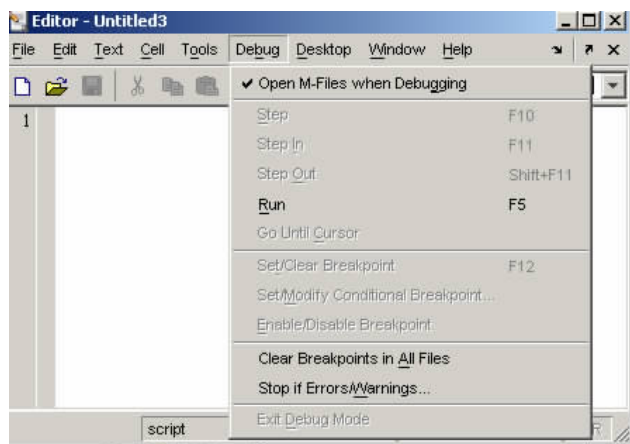 Editor - Untitled3
File Edit Text Cell Tools Debug Desktop Window Help
1
Open M-Files when Debugging
Step F10
Step In F11
Step Out Shift+F11
Run F5
Go Until Cursor
Set/Clear Breakpoint F12
Set/Modify Conditional Breakpoint...
Enable/Disable Breakpoint
Clear Breakpoints in All Files
Stop if Errors/Warnings...
Exit Debug Mode
script